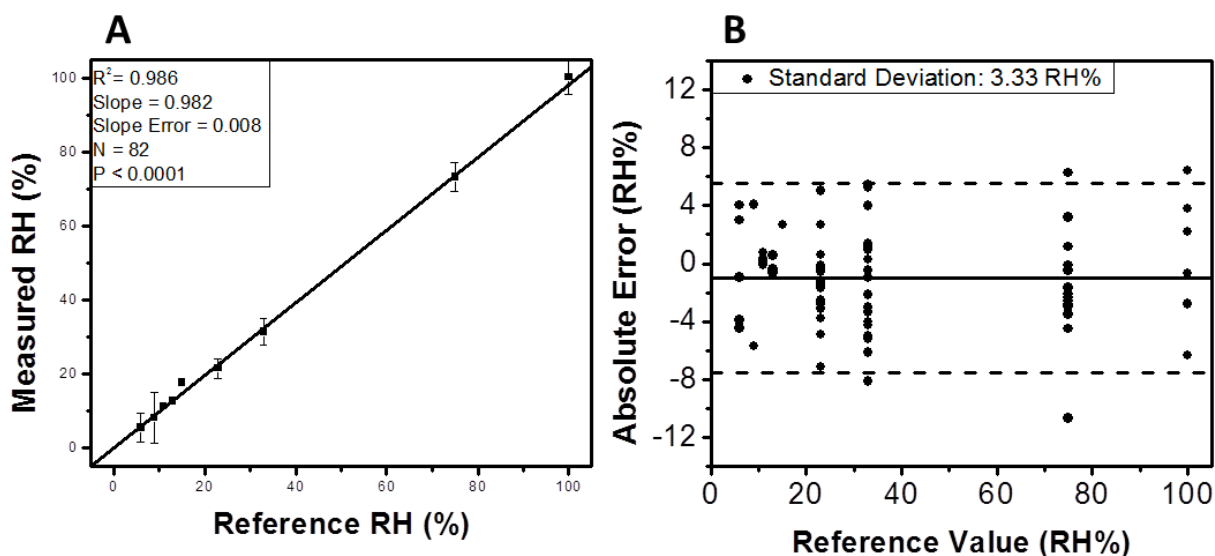 A
R²= 0.986
Slope = 0.982
Slope Error = 0.008
N = 82
P < 0.0001
100
80
60
40
20
0
0 20 40 60 80 100
Measured RH (%)
Reference RH (%)
B
Standard Deviation: 3.33 RH%
12
8
4
0
-4
-8
-12
0 20 40 60 80 100
Absolute Error (RH%)
Reference Value (RH%)